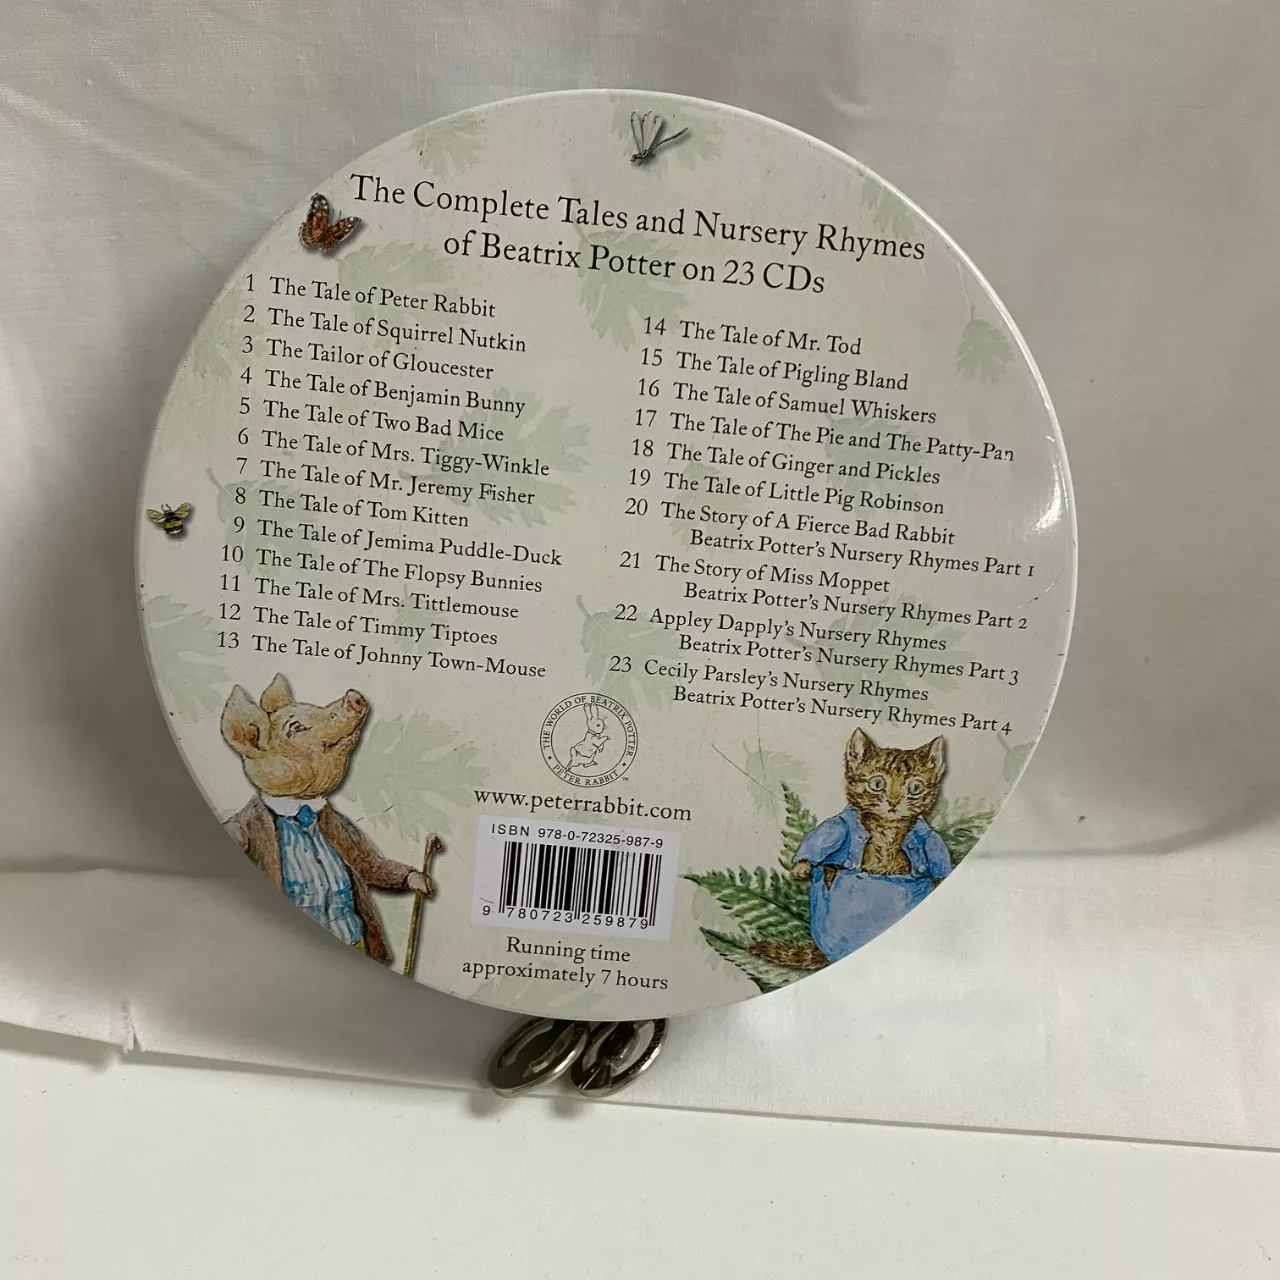 The Complete Tales and Nursery Rhymes
of Beatrix Potter on 23 CDs
1 The Tale of Peter Rabbit
2 The Tale of Squirrel Nutkin
3 The Tailor of Gloucester
4 The Tale of Benjamin Bunny
5 The Tale of Two Bad Mice
6 The Tale of Mrs. Tiggy-Winkle
7 The Tale of Mr. Jeremy Fisher
8 The Tale of Tom Kitten
9 The Tale of Jemima Puddle-Duck
10 The Tale of The Flopsy Bunnies
11 The Tale of Mrs. Tittlemouse
12 The Tale of Timmy Tiptoes
13 The Tale of Johnny Town-Mouse
14 The Tale of Mr. Tod
15 The Tale of Pigling Bland
16 The Tale of Samuel Whiskers
17 The Tale of The Pie and The Patty-Pan
18 The Tale of Ginger and Pickles
19 The Tale of Little Pig Robinson
20 The Story of A Fierce Bad Rabbit
Beatrix Potter's Nursery Rhymes Part 1
21 The Story of Miss Moppet
Beatrix Potter's Nursery Rhymes Part 2
22 Appley Dapply's Nursery Rhymes
Beatrix Potter's Nursery Rhymes Part 3
23 Cecily Parsley's Nursery Rhymes
Beatrix Potter's Nursery Rhymes Part 4
THE WORLD OF BEATRIX POTTER
PETER RABBIT ™
www.peterrabbit.com
ISBN 978-0-72325-987-9
9 780723 259879
Running time
approximately 7 hours